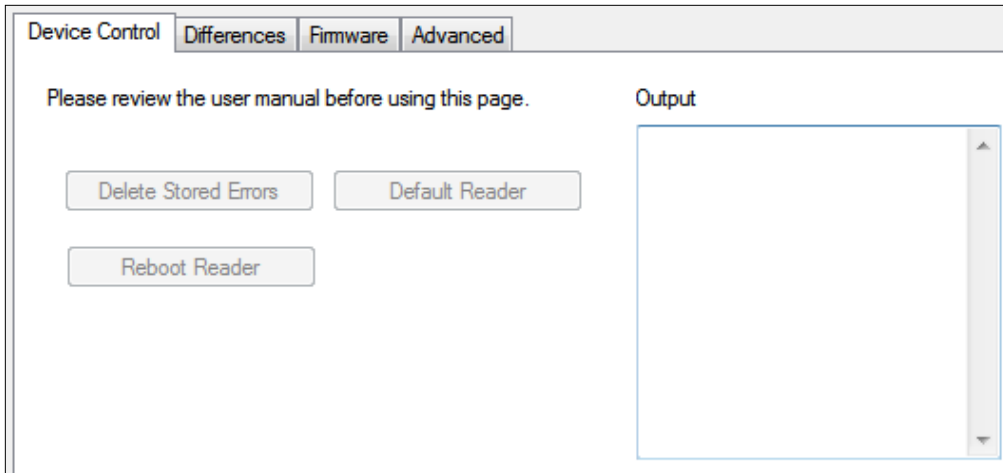 Device Control Differences Firmware Advanced
Please review the user manual before using this page. Output
Delete Stored Errors Default Reader
Reboot Reader